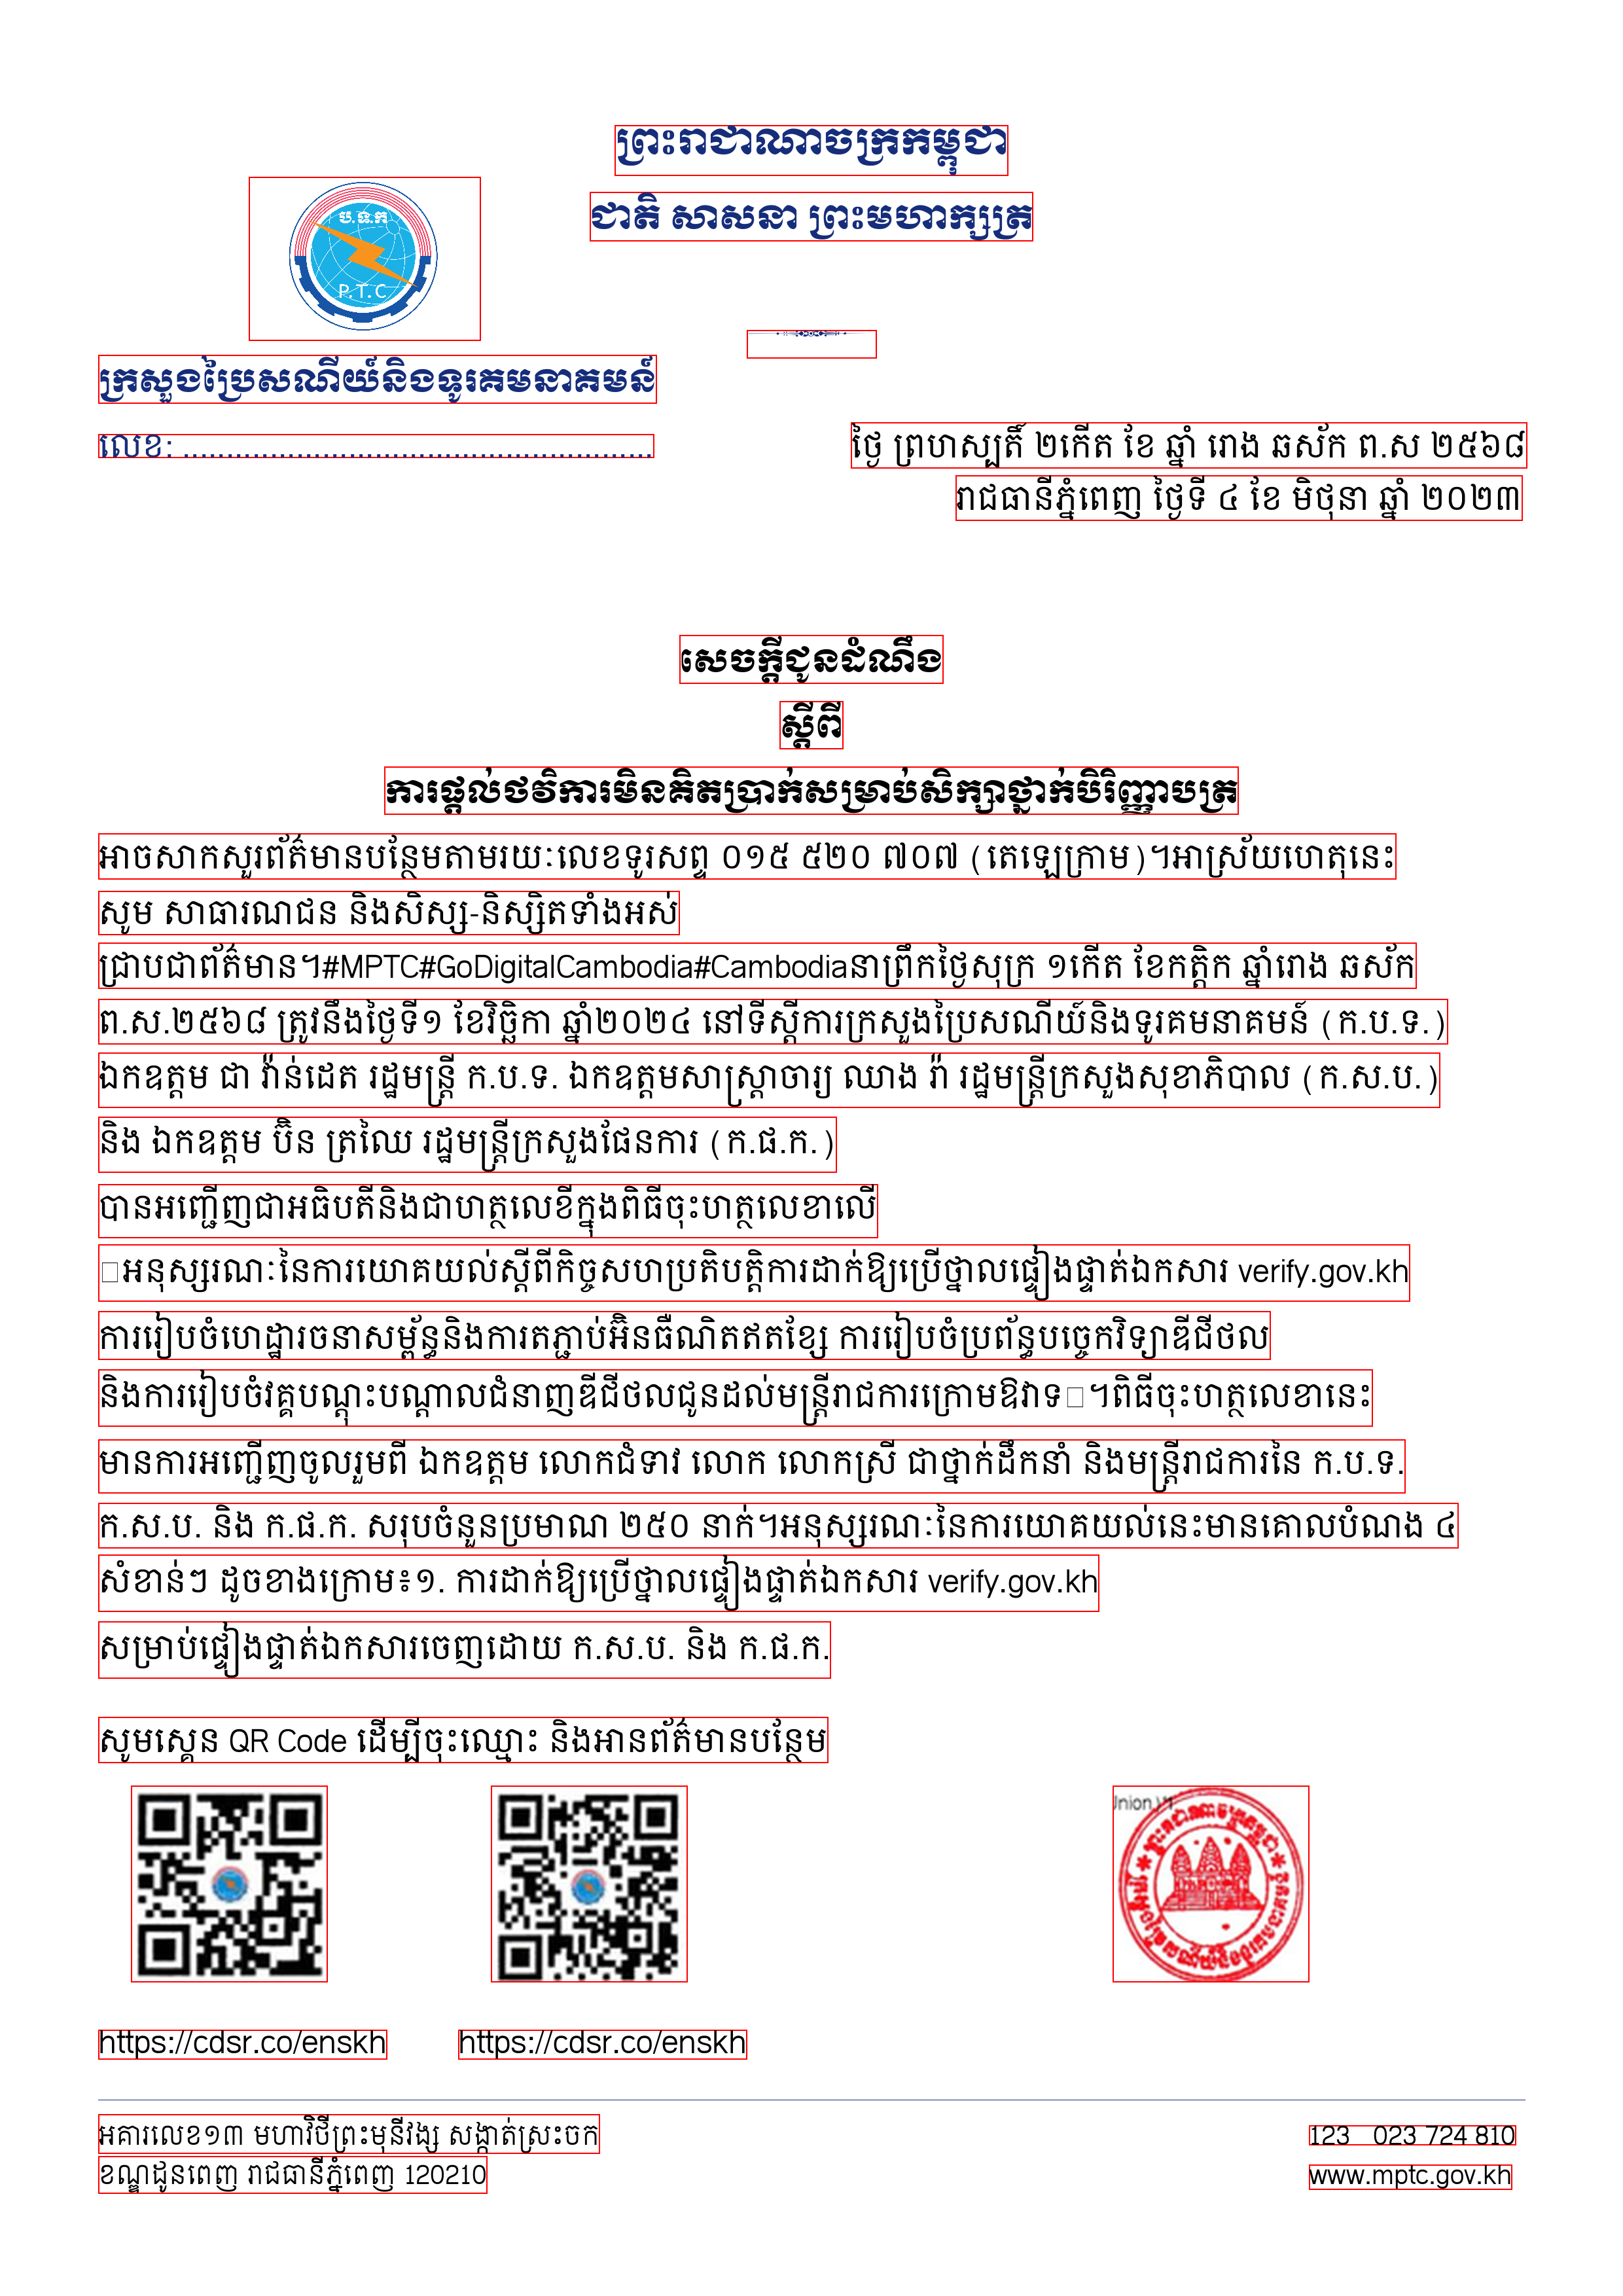 ព្រះរាជាណាចក្រកម្ពុជា
ជាតិ សាសនា ព្រះមហាក្សត្រ
ប.ទ.ក
P.T.C
ក្រសួងប្រៃសណីយ៍និងទូរគមនាគមន៍
លេខ: ......................................................
ថ្ងៃ ព្រហស្បតិ៍ ២កើត ខែ ឆ្នាំ រោង ឆស័ក ព.ស ២៥៦៨
រាជធានីភ្នំពេញ ថ្ងៃទី ៤ ខែ មិថុនា ឆ្នាំ ២០២៣
សេចក្តីជូនដំណឹង
ស្តីពី
ការផ្តល់ថវិការមិនគិតប្រាក់សម្រាប់សិក្សាថ្នាក់បិរិញ្ញាបត្រ
អាចសាកសួរព័ត៌មានបន្ថែមតាមរយៈលេខទូរសព្ទ ០១៥ ៥២០ ៧០៧ (តេឡេក្រាម)។អាស្រ័យហេតុនេះ
សូម សាធារណជន និងសិស្ស-និស្សិតទាំងអស់
ជ្រាបជាព័ត៌មាន។#MPTC#GoDigitalCambodia#Cambodiaនាព្រឹកថ្ងៃសុក្រ ១កើត ខែកត្តិក ឆ្នាំរោង ឆស័ក
ព.ស.២៥៦៨ ត្រូវនឹងថ្ងៃទី១ ខែវិច្ឆិកា ឆ្នាំ២០២៤ នៅទីស្តីការក្រសួងប្រៃសណីយ៍និងទូរគមនាគមន៍ (ក.ប.ទ.)
ឯកឧត្តម ជា វ៉ាន់ដេត រដ្ឋមន្ត្រី ក.ប.ទ. ឯកឧត្តមសាស្ត្រាចារ្យ ឈាង រ៉ា រដ្ឋមន្ត្រីក្រសួងសុខាភិបាល (ក.ស.ប.)
និង ឯកឧត្តម ប៊ិន ត្រឈៃ រដ្ឋមន្ត្រីក្រសួងផែនការ (ក.ផ.ក.)
បានអញ្ជើញជាអធិបតីនិងជាហត្ថលេខីក្នុងពិធីចុះហត្ថលេខាលើ
អនុស្សរណៈនៃការយោគយល់ស្តីពីកិច្ចសហប្រតិបត្តិការដាក់ឱ្យប្រើថ្នាលផ្ទៀងផ្ទាត់ឯកសារ verify.gov.kh
ការរៀបចំហេដ្ឋារចនាសម្ព័ន្ធនិងការតភ្ជាប់អ៊ិនធឺណិតឥតខ្សែ ការរៀបចំប្រព័ន្ធបច្ចេកវិទ្យាឌីជីថល
និងការរៀបចំវគ្គបណ្តុះបណ្តាលជំនាញឌីជីថលជូនដល់មន្ត្រីរាជការក្រោមឱវាទ។ពិធីចុះហត្ថលេខានេះ
មានការអញ្ជើញចូលរួមពី ឯកឧត្តម លោកជំទាវ លោក លោកស្រី ជាថ្នាក់ដឹកនាំ និងមន្ត្រីរាជការនៃ ក.ប.ទ.
ក.ស.ប. និង ក.ផ.ក. សរុបចំនួនប្រមាណ ២៥០ នាក់។អនុស្សរណៈនៃការយោគយល់នេះមានគោលបំណង ៤
សំខាន់ៗ ដូចខាងក្រោម៖១. ការដាក់ឱ្យប្រើថ្នាលផ្ទៀងផ្ទាត់ឯកសារ verify.gov.kh
សម្រាប់ផ្ទៀងផ្ទាត់ឯកសារចេញដោយ ក.ស.ប. និង ក.ផ.ក.
សូមស្គេន QR Code ដើម្បីចុះឈ្មោះ និងអានព័ត៌មានបន្ថែម
ព្រះរាជាណាចក្រកម្ពុជា
https://cdsr.co/enskh https://cdsr.co/enskh
អគារលេខ១៣ មហាវិថីព្រះមុនីវង្ស សង្កាត់ស្រះចក
ខណ្ឌដូនពេញ រាជធានីភ្នំពេញ 120210
123 023 724 810
www.mptc.gov.kh